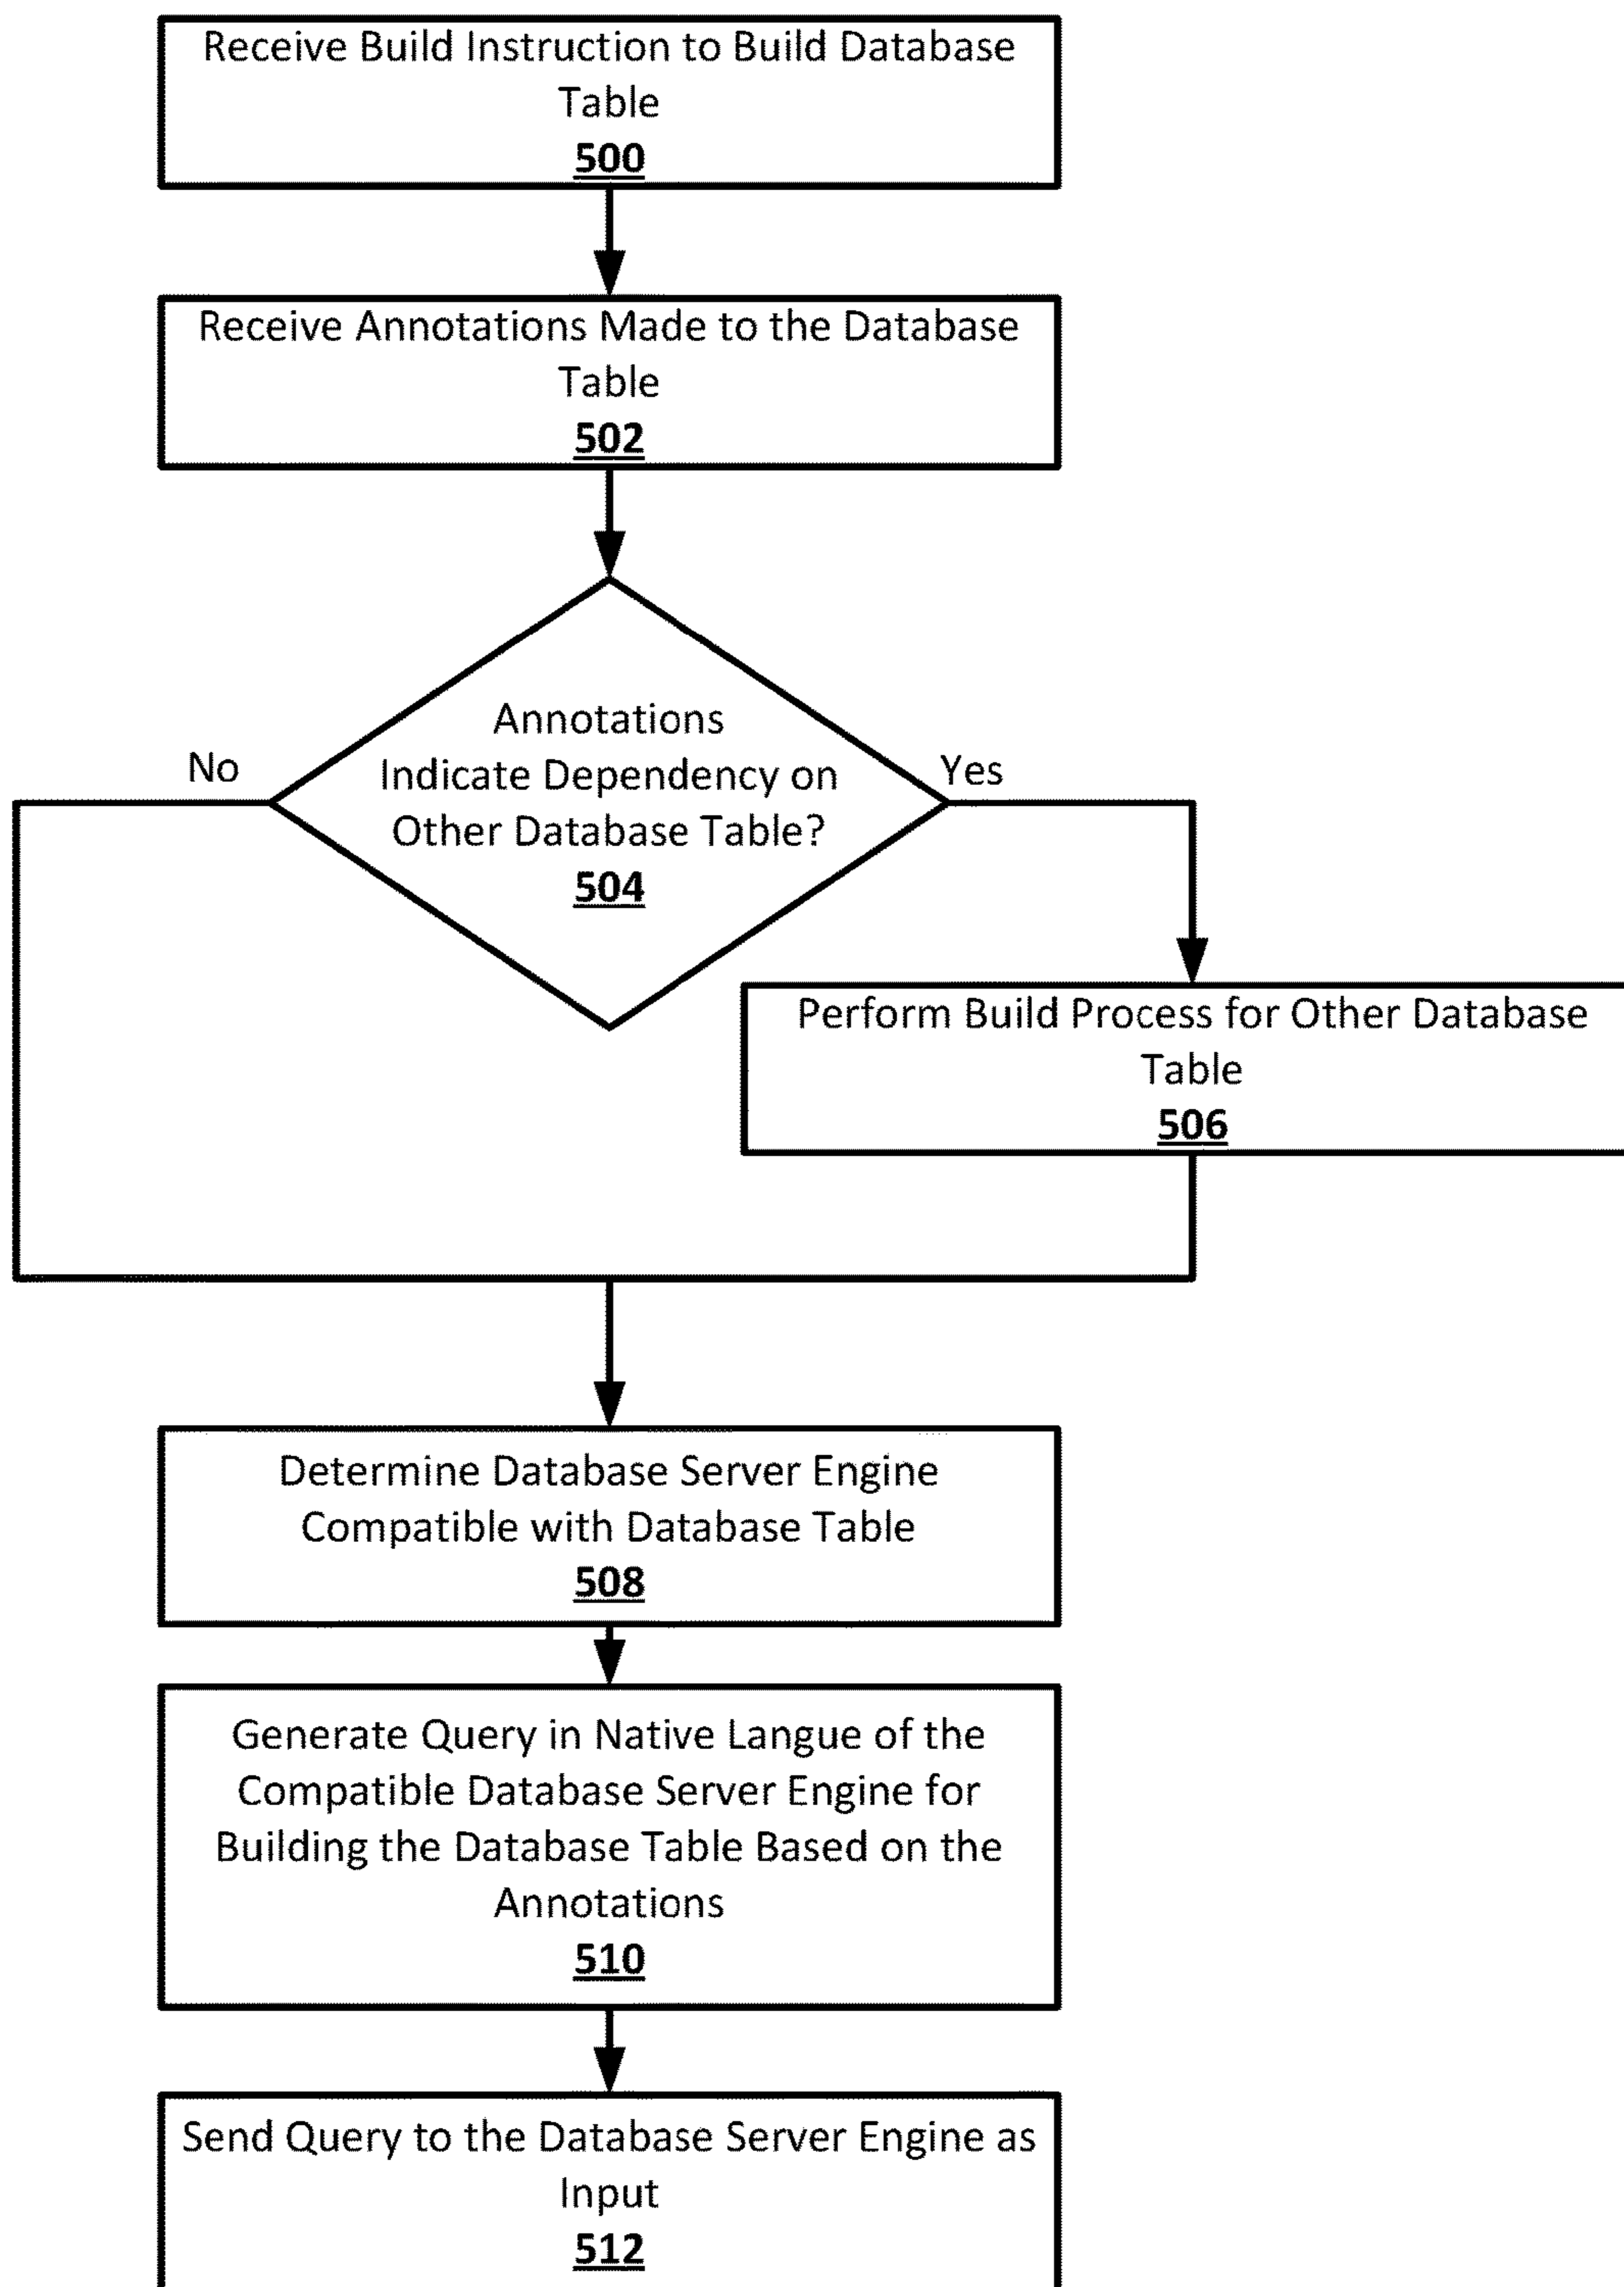 Receive Build Instruction to Build Database
Table
500
Receive Annotations Made to the Database
Table
502
Annotations
Indicate Dependency on
Other Database Table?
504
No
Yes
Perform Build Process for Other Database
Table
506
Determine Database Server Engine
Compatible with Database Table
508
Generate Query in Native Langue of the
Compatible Database Server Engine for
Building the Database Table Based on the
Annotations
510
Send Query to the Database Server Engine as
Input
512